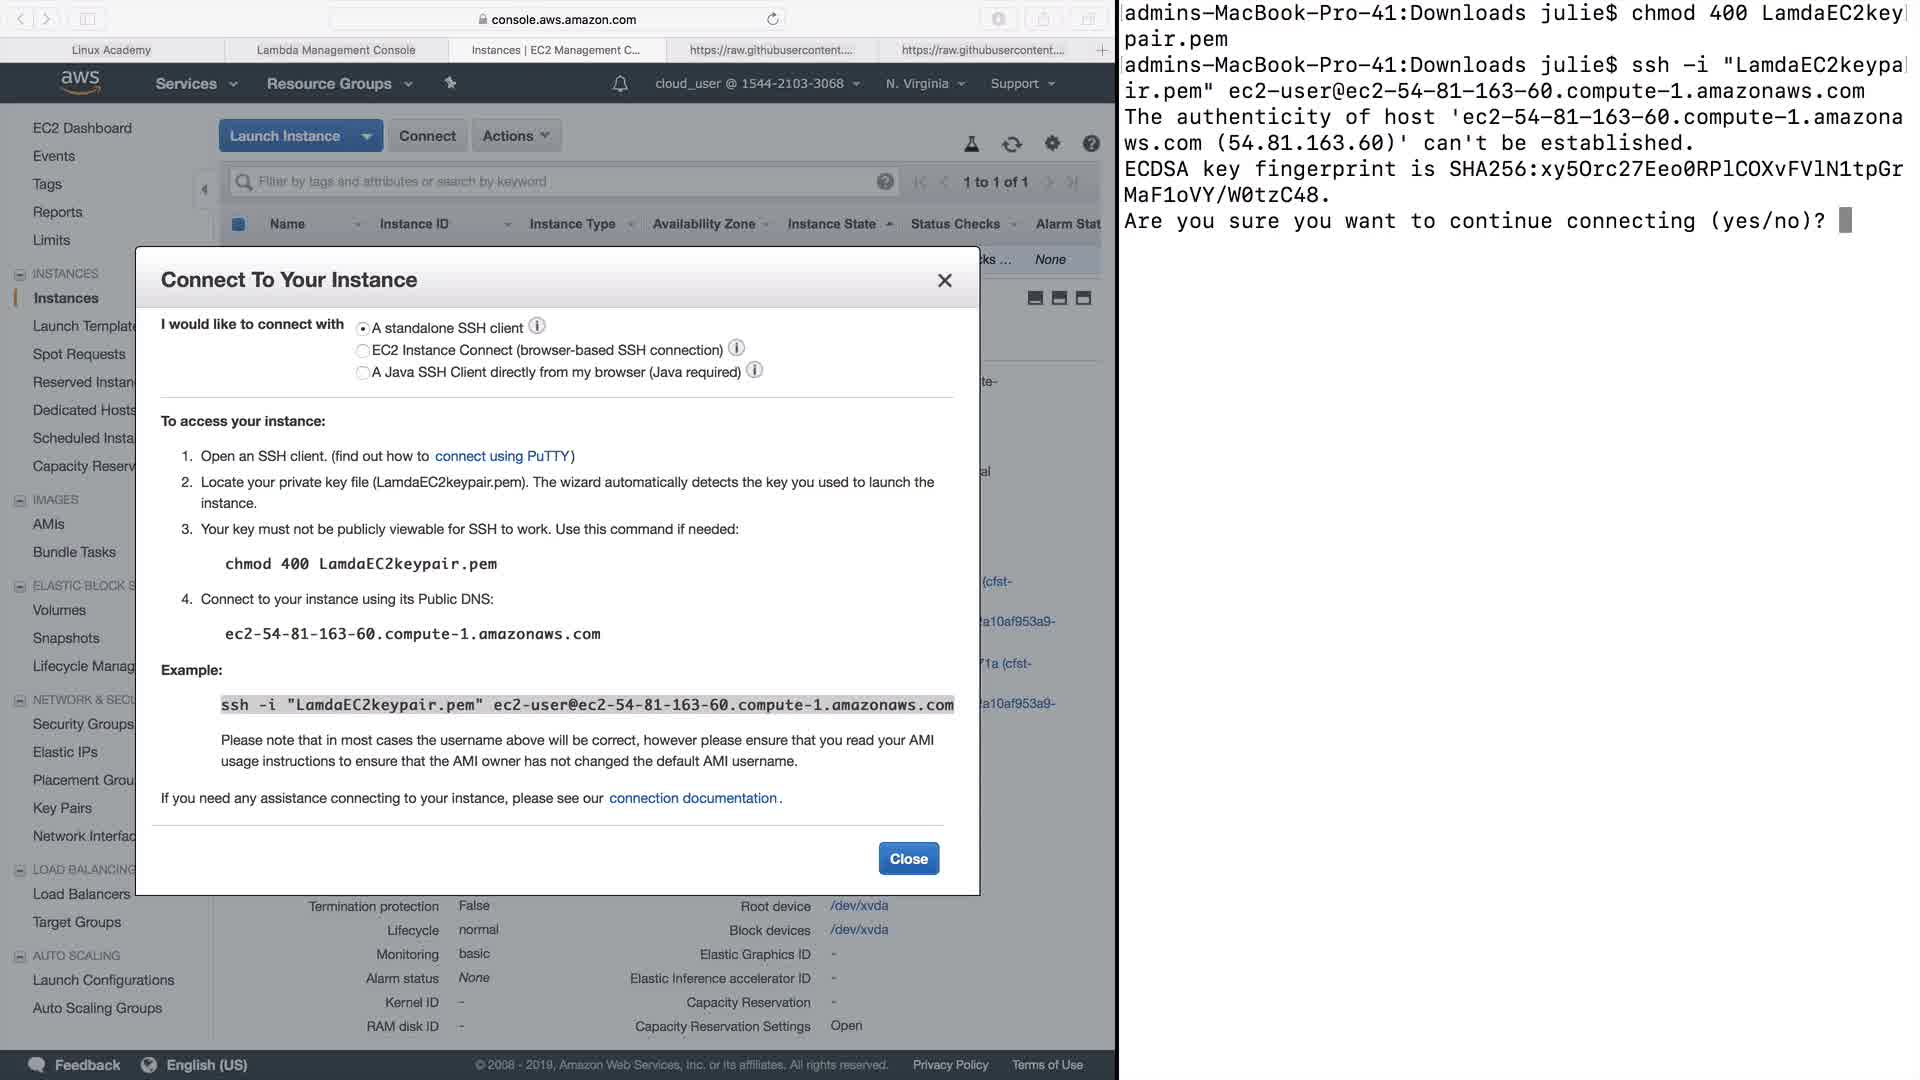 console.aws.amazon.com
Linux Academy
Lambda Management Console
Instances | EC2 Management C...
https://raw.githubusercontent....
https://raw.githubusercontent....
aws
Services
Resource Groups
cloud_user @ 1544-2103-3068
N. Virginia
Support
EC2 Dashboard
Events
Tags
Reports
Limits
INSTANCES
Instances
Launch Template
Spot Requests
Reserved Instan
Dedicated Hosts
Scheduled Insta
Capacity Reserv
IMAGES
AMIs
Bundle Tasks
ELASTIC BLOCK S
Volumes
Snapshots
Lifecycle Manag
NETWORK & SECU
Security Groups
Elastic IPs
Placement Grou
Key Pairs
Network Interfac
LOAD BALANCING
Load Balancers
Target Groups
AUTO SCALING
Launch Configurations
Auto Scaling Groups
Launch Instance
Connect
Actions
Filter by tags and attributes or search by keyword
1 to 1 of 1
Name Instance ID Instance Type Availability Zone Instance State Status Checks Alarm Stat
cks ... None
Connect To Your Instance
I would like to connect with
A standalone SSH client
EC2 Instance Connect (browser-based SSH connection)
A Java SSH Client directly from my browser (Java required)
To access your instance:
1. Open an SSH client. (find out how to connect using PuTTY)
2. Locate your private key file (LamdaEC2keypair.pem). The wizard automatically detects the key you used to launch the
instance.
3. Your key must not be publicly viewable for SSH to work. Use this command if needed:
chmod 400 LamdaEC2keypair.pem
4. Connect to your instance using its Public DNS:
ec2-54-81-163-60.compute-1.amazonaws.com
Example:
ssh -i "LamdaEC2keypair.pem" ec2-user@ec2-54-81-163-60.compute-1.amazonaws.com
Please note that in most cases the username above will be correct, however please ensure that you read your AMI
usage instructions to ensure that the AMI owner has not changed the default AMI username.
If you need any assistance connecting to your instance, please see our connection documentation.
Close
te-
al
(cfst-
2a10af953a9-
71a (cfst-
2a10af953a9-
Termination protection False
Lifecycle normal
Monitoring basic
Alarm status None
Kernel ID -
RAM disk ID -
Root device /dev/xvda
Block devices /dev/xvda
Elastic Graphics ID -
Elastic Inference accelerator ID -
Capacity Reservation -
Capacity Reservation Settings Open
Feedback
English (US)
© 2008 - 2019, Amazon Web Services, Inc. or its affiliates. All rights reserved.
Privacy Policy
Terms of Use
admins-MacBook-Pro-41:Downloads julie$ chmod 400 LamdaEC2key
pair.pem
admins-MacBook-Pro-41:Downloads julie$ ssh -i "LamdaEC2keypa
ir.pem" ec2-user@ec2-54-81-163-60.compute-1.amazonaws.com
The authenticity of host 'ec2-54-81-163-60.compute-1.amazona
ws.com (54.81.163.60)' can't be established.
ECDSA key fingerprint is SHA256:xy5Orc27Eeo0RPlCOXvFVlN1tpGr
MaF1oVY/W0tzC48.
Are you sure you want to continue connecting (yes/no)?